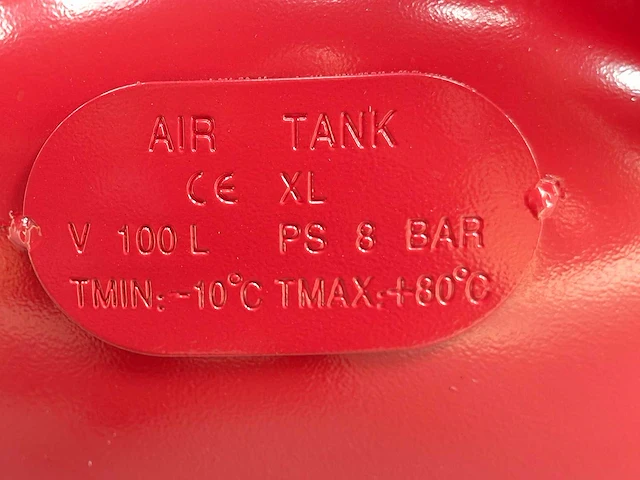 AIR TANK
CE XL
V 100 L PS 8 BAR
TMIN:-10°C TMAX:+80°C